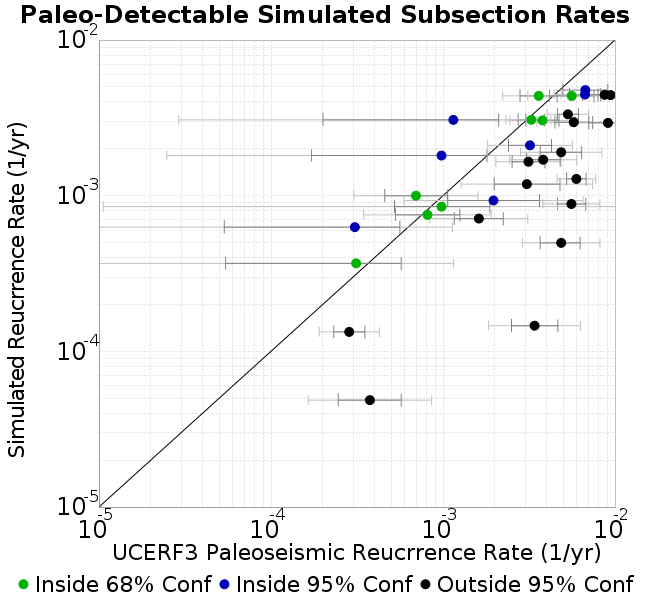 Paleo-Detectable Simulated Subsection Rates
10-2
10-3
10-4
10-5
Simulated Reucrrence Rate (1/yr)
10-5 10-4 10-3 10-2
UCERF3 Paleoseismic Reucrrence Rate (1/yr)
Inside 68% Conf Inside 95% Conf Outside 95% Conf